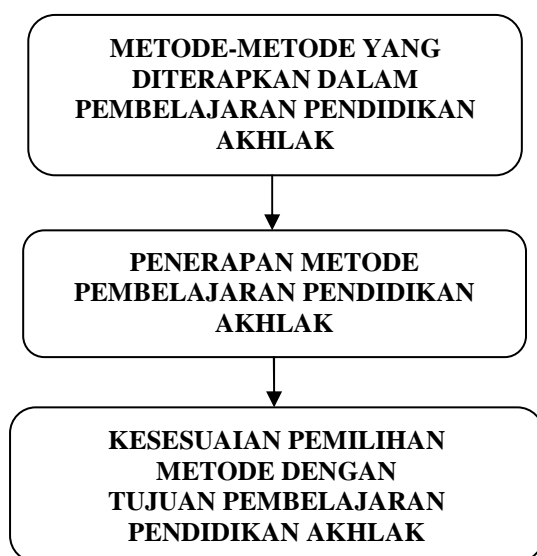 METODE-METODE YANG
DITERAPKAN DALAM
PEMBELAJARAN PENDIDIKAN
AKHLAK
PENERAPAN METODE
PEMBELAJARAN PENDIDIKAN
AKHLAK
KESESUAIAN PEMILIHAN
METODE DENGAN
TUJUAN PEMBELAJARAN
PENDIDIKAN AKHLAK